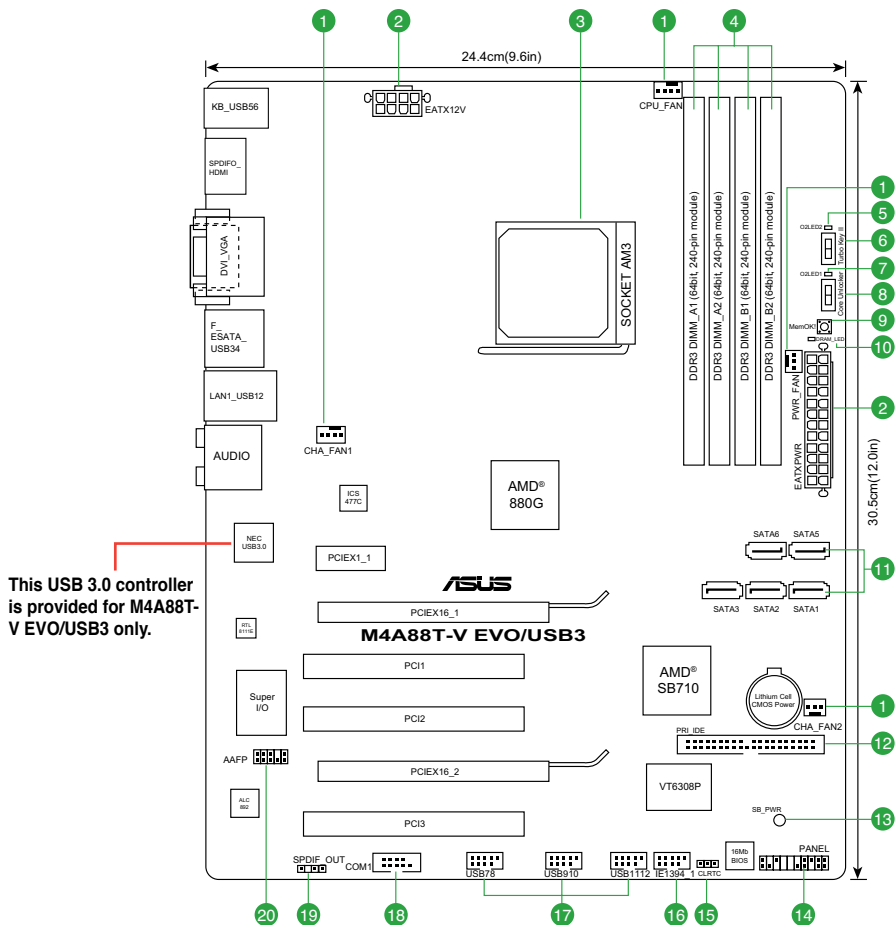 1
2
3
1
4
24.4cm(9.6in)
KB_USB56
EATX12V
CPU_FAN
SPDIFO_
HDMI
DVI_VGA
F_
ESATA_
USB34
LAN1_USB12
AUDIO
SOCKET AM3
DDR3 DIMM_A1 (64bit, 240-pin module)
DDR3 DIMM_A2 (64bit, 240-pin module)
DDR3 DIMM_B1 (64bit, 240-pin module)
DDR3 DIMM_B2 (64bit, 240-pin module)
1
O2LED2
5
Turbo Key II
6
O2LED1
7
Core Unlocker
8
MemOK!
9
DRAM_LED
10
PWR_FAN
EATXPWR
2
30.5cm(12.0in)
CHA_FAN1
ICS
477C
AMD®
880G
NEC
USB3.0
PCIEX1_1
This USB 3.0 controller
is provided for M4A88T-
V EVO/USB3 only.
SATA6
SATA5
11
SATA3
SATA2
SATA1
ASUS
PCIEX16_1
RTL
8111E
M4A88T-V EVO/USB3
PCI1
AMD®
SB710
Super
I/O
Lithium Cell
CMOS Power
1
CHA_FAN2
PCI2
PRI_IDE
12
AAFP
PCIEX16_2
VT6308P
ALC
892
PCI3
SB_PWR
13
16Mb
BIOS
PANEL
SPDIF_OUT
COM1
USB78
USB910
USB1112
IE1394_1
CLRTC
20
19
18
17
16
15
14